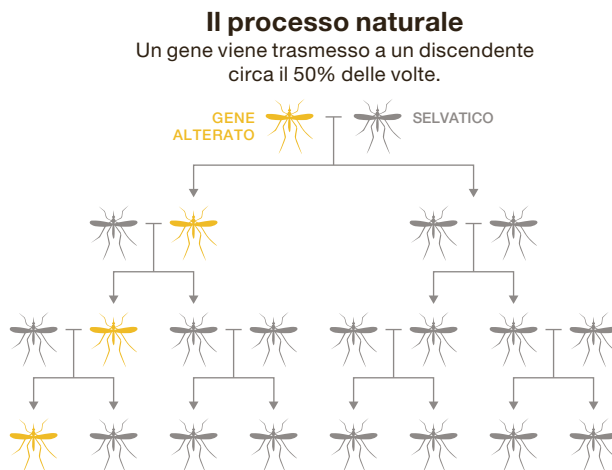 Il processo naturale
Un gene viene trasmesso a un discendente
circa il 50% delle volte.
GENE
ALTERATO
SELVATICO